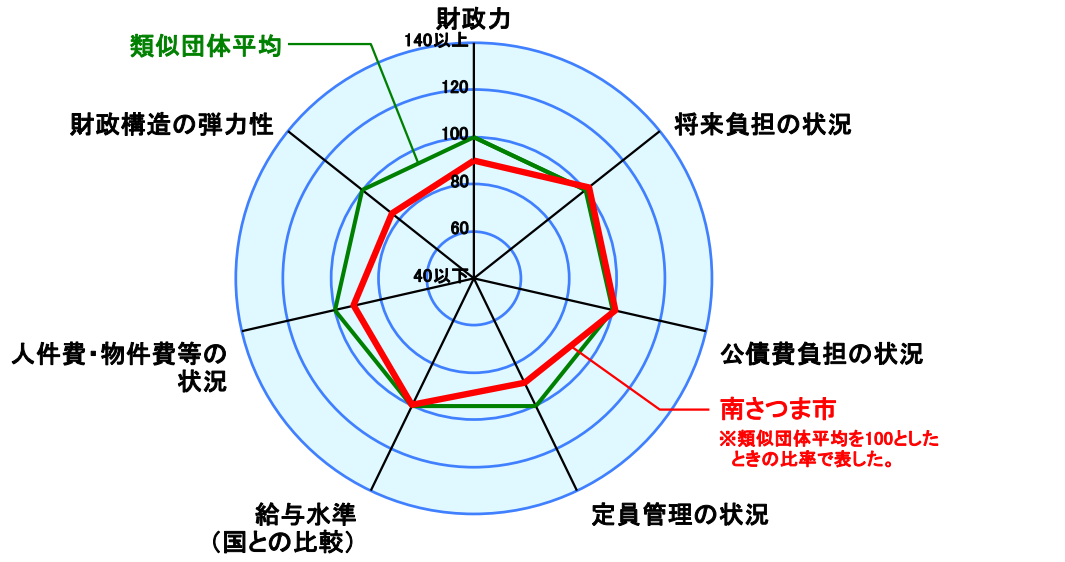 財政力
類似団体平均
140以上
120
100
80
60
40以下
財政構造の弾力性
将来負担の状況
人件費・物件費等の
状況
公債費負担の状況
南さつま市
※類似団体平均を100とした
ときの比率で表した。
給与水準
（国との比較）
定員管理の状況